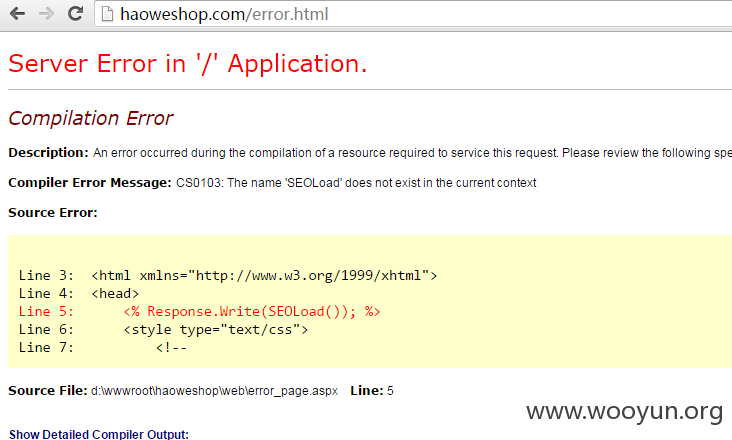 haoweshop.com/error.html
Server Error in '/' Application.
Compilation Error
Description: An error occurred during the compilation of a resource required to service this request. Please review the following spe
Compiler Error Message: CS0103: The name 'SEOLoad' does not exist in the current context
Source Error:
Line 3: <html xmlns="http://www.w3.org/1999/xhtml">
Line 4: <head>
Line 5: <% Response.Write(SEOLoad()); %>
Line 6: <style type="text/css">
Line 7: <!--
Source File: d:\wwwroot\haoweshop\web\error_page.aspx Line: 5
www.wooyun.org
Show Detailed Compiler Output: